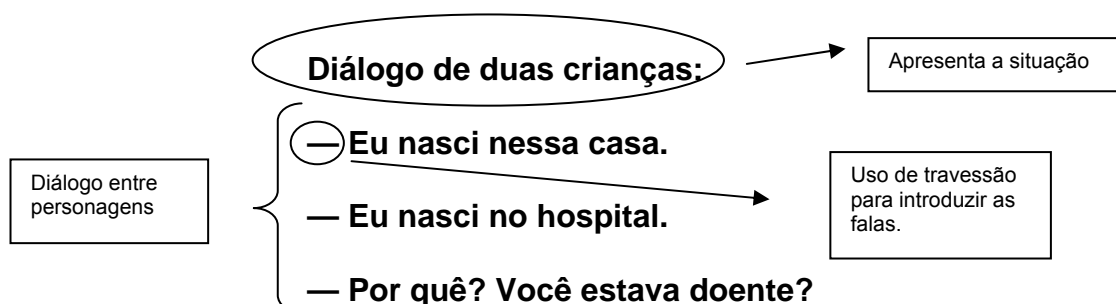 Diálogo de duas crianças:
Apresenta a situação
— Eu nasci nessa casa.
Diálogo entre
personagens
Uso de travessão
para introduzir as
falas.
— Eu nasci no hospital.
— Por quê? Você estava doente?